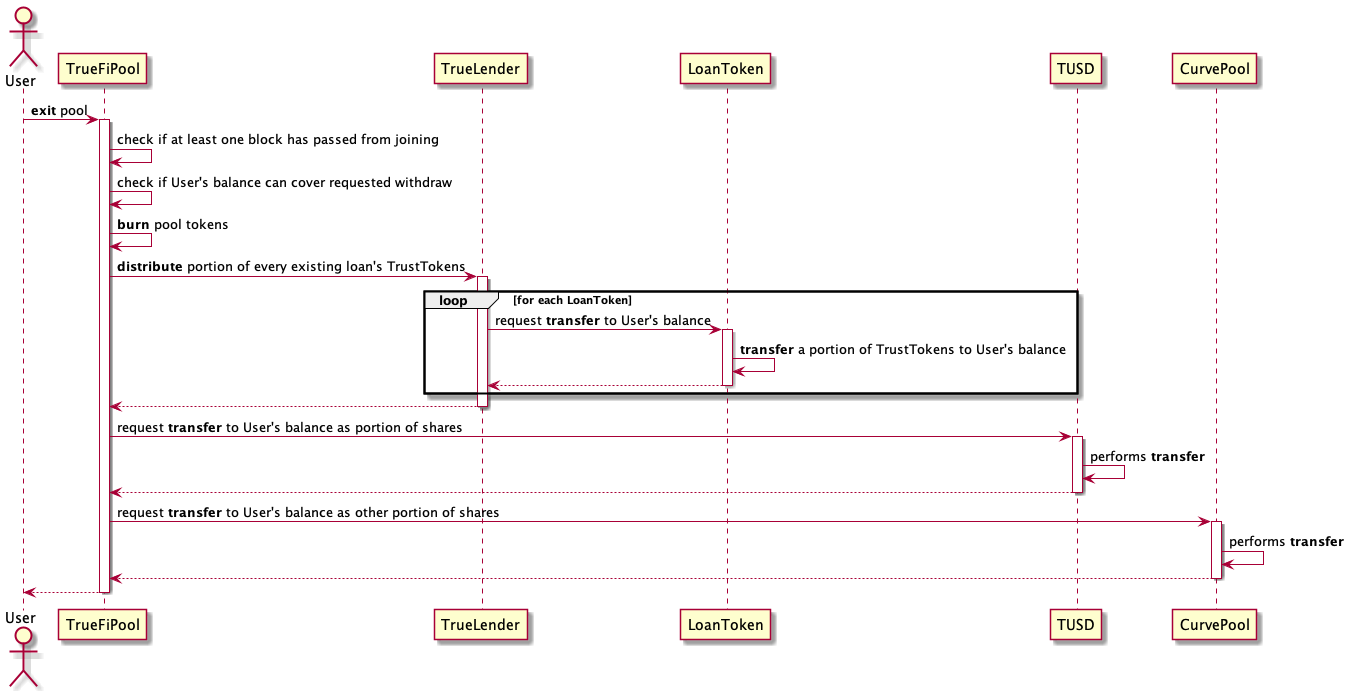 User
TrueFiPool
TrueLender
LoanToken
TUSD
CurvePool
exit pool
check if at least one block has passed from joining
check if User's balance can cover requested withdraw
burn pool tokens
distribute portion of every existing loan's TrustTokens
loop [for each LoanToken]
request transfer to User's balance
transfer a portion of TrustTokens to User's balance
request transfer to User's balance as portion of shares
performs transfer
request transfer to User's balance as other portion of shares
performs transfer
User
TrueFiPool
TrueLender
LoanToken
TUSD
CurvePool